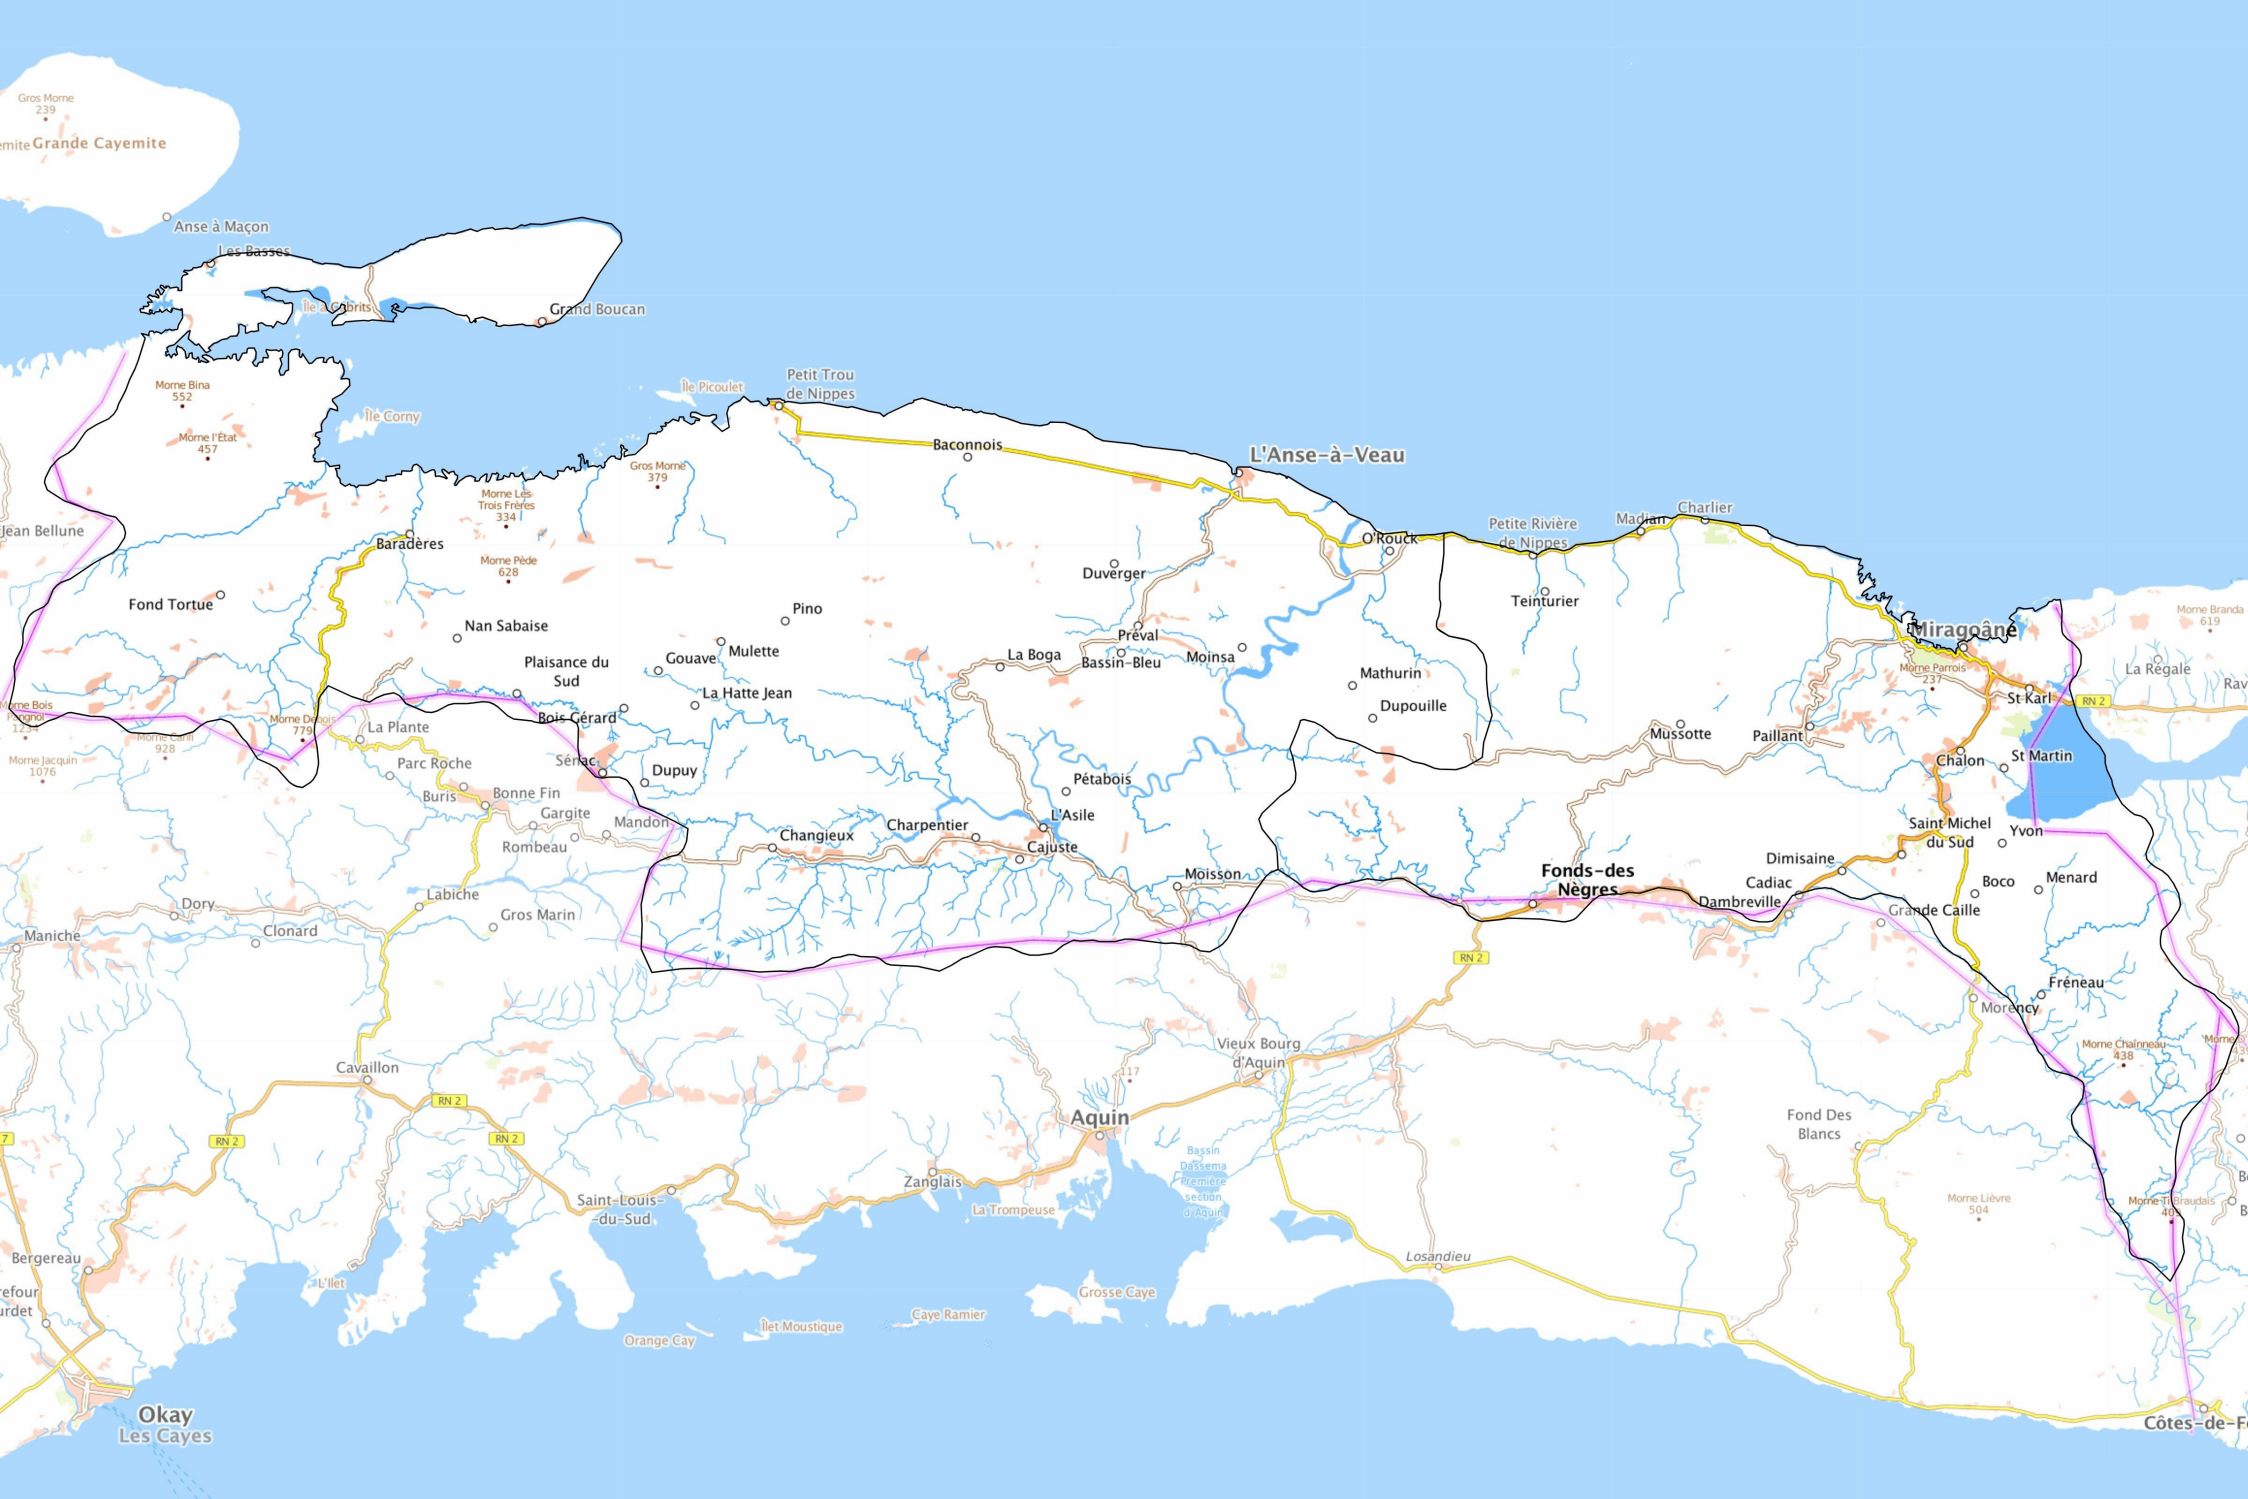 Gros Morne
239
Grande Cayemite
Anse à Maçon
Les Basses
Île à Cabrits
Grand Boucan
Morne Bina
552
Île Corny
Morne l'État
457
Île Picoulet
Petit Trou
de Nippes
Baconnois
L'Anse-à-Veau
Gros Morne
379
Morne Les
Trois Frères
334
Jean Bellune
Baradères
Morne Pède
628
O'Rouck
Petite Rivière
de Nippes
Madian
Charlier
Duverger
Teinturier
Fond Tortue
Nan Sabaise
Pino
Préval
Bassin-Bleu
Moinsa
Miragoâne
Morne Branda
619
Plaisance du
Sud
Gouave
Mulette
La Hatte Jean
La Boga
Mathurin
Dupouille
Morne Parrois
237
La Régale
St Karl
RN 2
Morne Bois
Pangnol
1234
Morne Debois
779
La Plante
Bois Gérard
Morne Canil
928
Morne Jacquin
1076
Parc Roche
Sénac
Dupuy
Pétabois
Mussotte
Paillant
Chalon
St Martin
Buris
Bonne Fin
Gargite
Mandon
Rombeau
Changieux
Charpentier
L'Asile
Cajuste
Saint Michel
du Sud
Yvon
Dimisaine
Moisson
Fonds-des
Nègres
Cadiac
Dambreville
Boco
Menard
Grande Caille
Labiche
Dory
Gros Marin
Maniche
Clonard
RN 2
Fréneau
Morency
Vieux Bourg
d'Aquin
Morne Chaînneau
438
Cavaillon
117
RN 2
Aquin
Fond Des
Blancs
RN 2
RN 2
7
Bassin
Dassema
Première
section
d'Aquin
Zanglais
Saint-Louis-
-du-Sud
La Trompeuse
Morne Lièvre
504
Morne Ti Braudais
409
Bergereau
L'Ilet
Losandieu
Grosse Caye
Caye Ramier
Îlet Moustique
Orange Cay
Okay
Les Cayes
Côtes-de-F